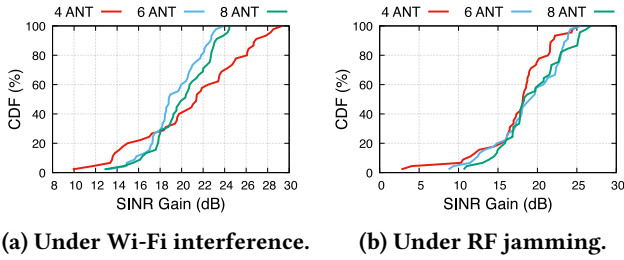 4 ANT 6 ANT 8 ANT
100
80
60
40
20
0
CDF (%)
8 10 12 14 16 18 20 22 24 26 28 30
SINR Gain (dB)
(a) Under Wi-Fi interference.
4 ANT 6 ANT 8 ANT
100
80
60
40
20
0
CDF (%)
0 5 10 15 20 25 30
SINR Gain (dB)
(b) Under RF jamming.